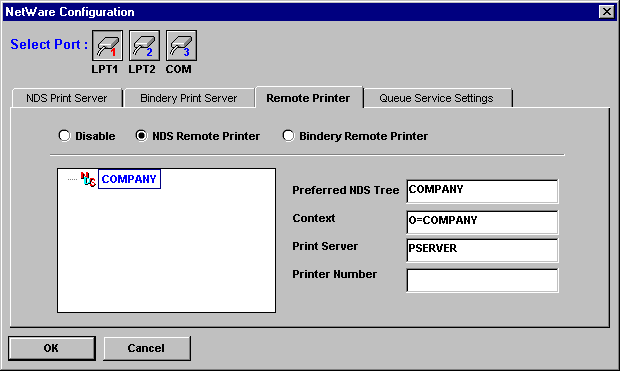 NetWare Configuration
Select Port :
1 2 3
LPT1 LPT2 COM
NDS Print Server Bindery Print Server Remote Printer Queue Service Settings
Disable NDS Remote Printer Bindery Remote Printer
NDS COMPANY
Preferred NDS Tree COMPANY
Context O=COMPANY
Print Server PSERVER
Printer Number
OK Cancel